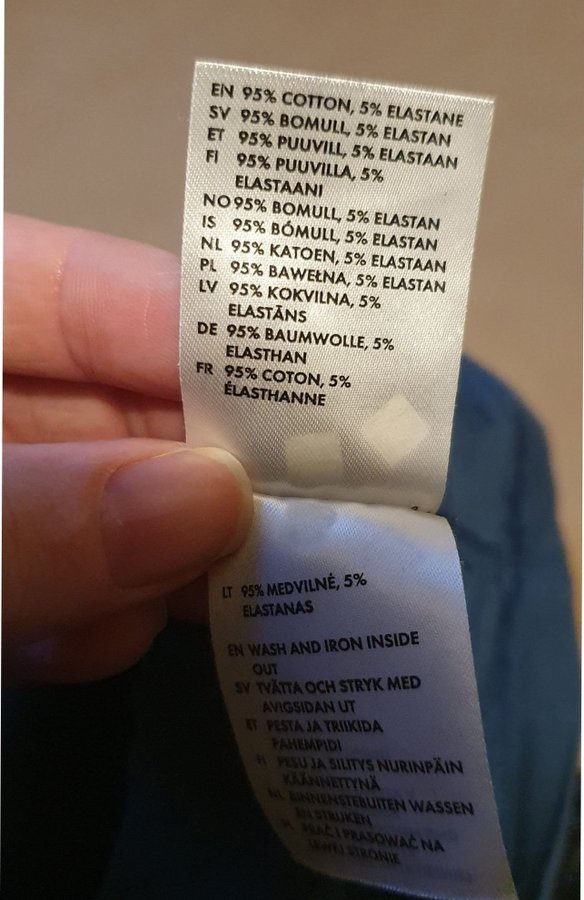 EN 95% COTTON, 5% ELASTANE
SV 95% BOMULL, 5% ELASTAN
ET 95% PUUVILL, 5% ELASTAAN
FI 95% PUUVILLA, 5%
ELASTAANI
NO 95% BOMULL, 5% ELASTAN
IS 95% BÓMULL, 5% ELASTAN
NL 95% KATOEN, 5% ELASTAAN
PL 95% BAWEŁNA, 5% ELASTAN
LV 95% KOKVILNA, 5%
ELASTĀNS
DE 95% BAUMWOLLE, 5%
ELASTHAN
FR 95% COTON, 5%
ÉLASTHANNE
LT 95% MEDVILNĖ, 5%
ELASTANAS
EN WASH AND IRON INSIDE
OUT
SV TVÄTTA OCH STRYK MED
AVIGSIDAN UT
ET PESTA JA TRIIKIDA
PAHEMPIDI
FI PESU JA SILITYS NURINPÄIN
KÄÄNNETTYNÄ
NL BINNENSTEBUITEN WASSEN
EN STRIJKEN
PL PRAĆ I PRASOWAĆ NA
LEWEJ STRONIE